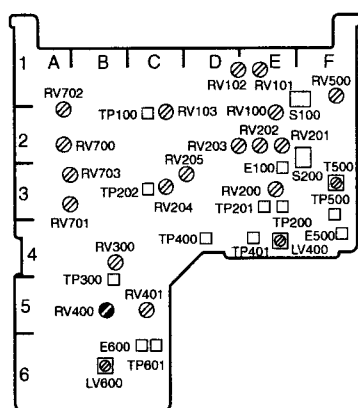 A B C D E F
1
RV702 RV102 RV101 RV500
TP100 RV103 RV100 S100
2
RV700 RV203 RV202 RV201
RV703 RV205 E100 S200 T500
3
TP202 RV204 RV200 TP500
RV701 TP201 TP200
TP400 TP401 LV400 E500
4
RV300
TP300
5
RV400 RV401
E600
6
LV600 TP601